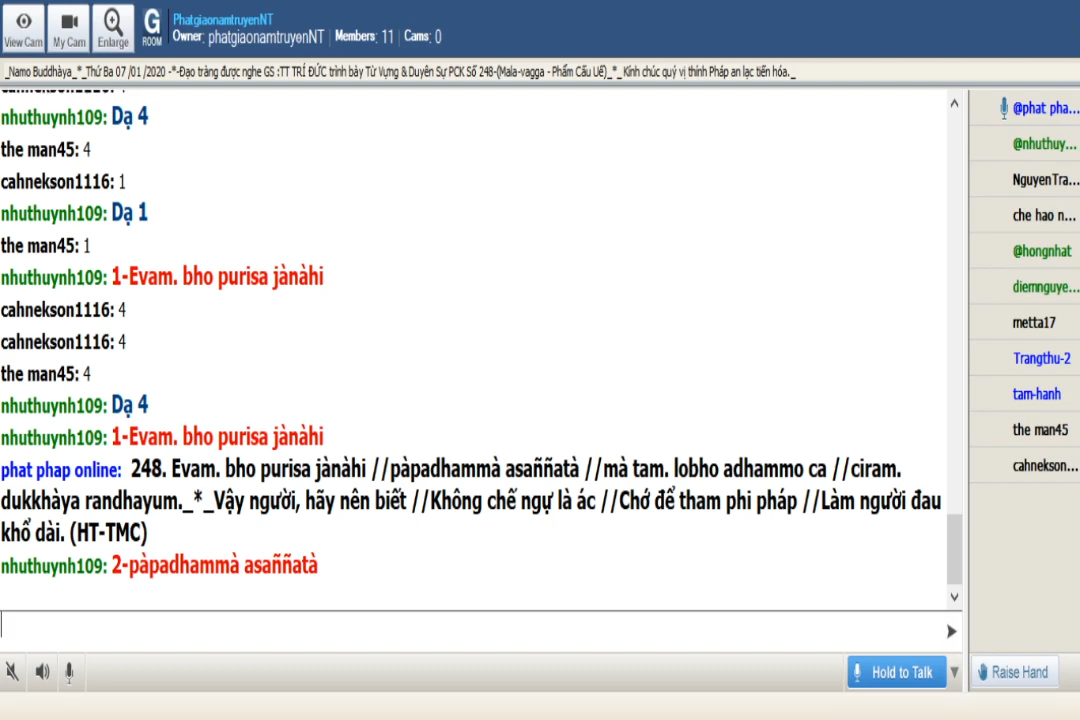 PhatgiaonamtruyenNT
Owner: phatgiaonamtruyenNT | Members: 11 | Cams: 0
View Cam My Cam Enlarge G ROOM
_Namo Buddhàya_*_Thứ Ba 07 /01 /2020 -*-Đạo tràng được nghe GS :TT TRÍ ĐỨC trình bày Từ Vựng & Duyên Sự PCK Số 248-(Mala-vagga - Phẩm Cấu Uế)_*_ Kính chúc quý vị thính Pháp an lạc tiến hóa._
cahnekson1116: 4
nhuthuynh109: Dạ 4
the man45: 4
cahnekson1116: 1
nhuthuynh109: Dạ 1
the man45: 1
nhuthuynh109: 1-Evam. bho purisa jànàhi
cahnekson1116: 4
cahnekson1116: 4
the man45: 4
nhuthuynh109: Dạ 4
nhuthuynh109: 1-Evam. bho purisa jànàhi
phat phap online: 248. Evam. bho purisa jànàhi //pàpadhammà asaññatà //mà tam. lobho adhammo ca //ciram.
dukkhàya randhayum._*_Vậy người, hãy nên biết //Không chế ngự là ác //Chớ để tham phi pháp //Làm người đau
khổ dài. (HT-TMC)
nhuthuynh109: 2-pàpadhammà asaññatà
@phat pha...
@nhuthuy...
NguyenTra...
che hao n...
@hongnhat
diemnguye...
metta17
Trangthu-2
tam-hanh
the man45
cahnekson...
Hold to Talk
Raise Hand